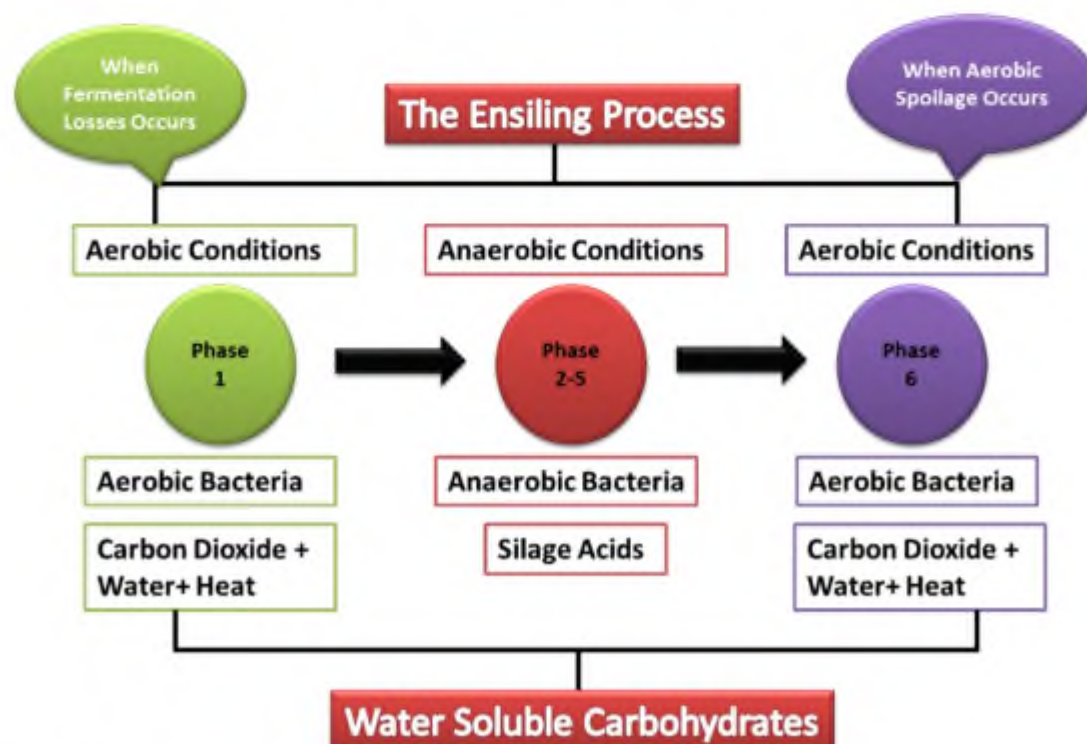 When
Fermentation
Losses Occurs
When Aerobic
Spollage Occurs
The Ensiling Process
Aerobic Conditions
Anaerobic Conditions
Aerobic Conditions
Phase
1
Phase
2-5
Phase
6
Aerobic Bacteria
Anaerobic Bacteria
Aerobic Bacteria
Carbon Dioxide +
Water+ Heat
Silage Acids
Carbon Dioxide +
Water+ Heat
Water Soluble Carbohydrates